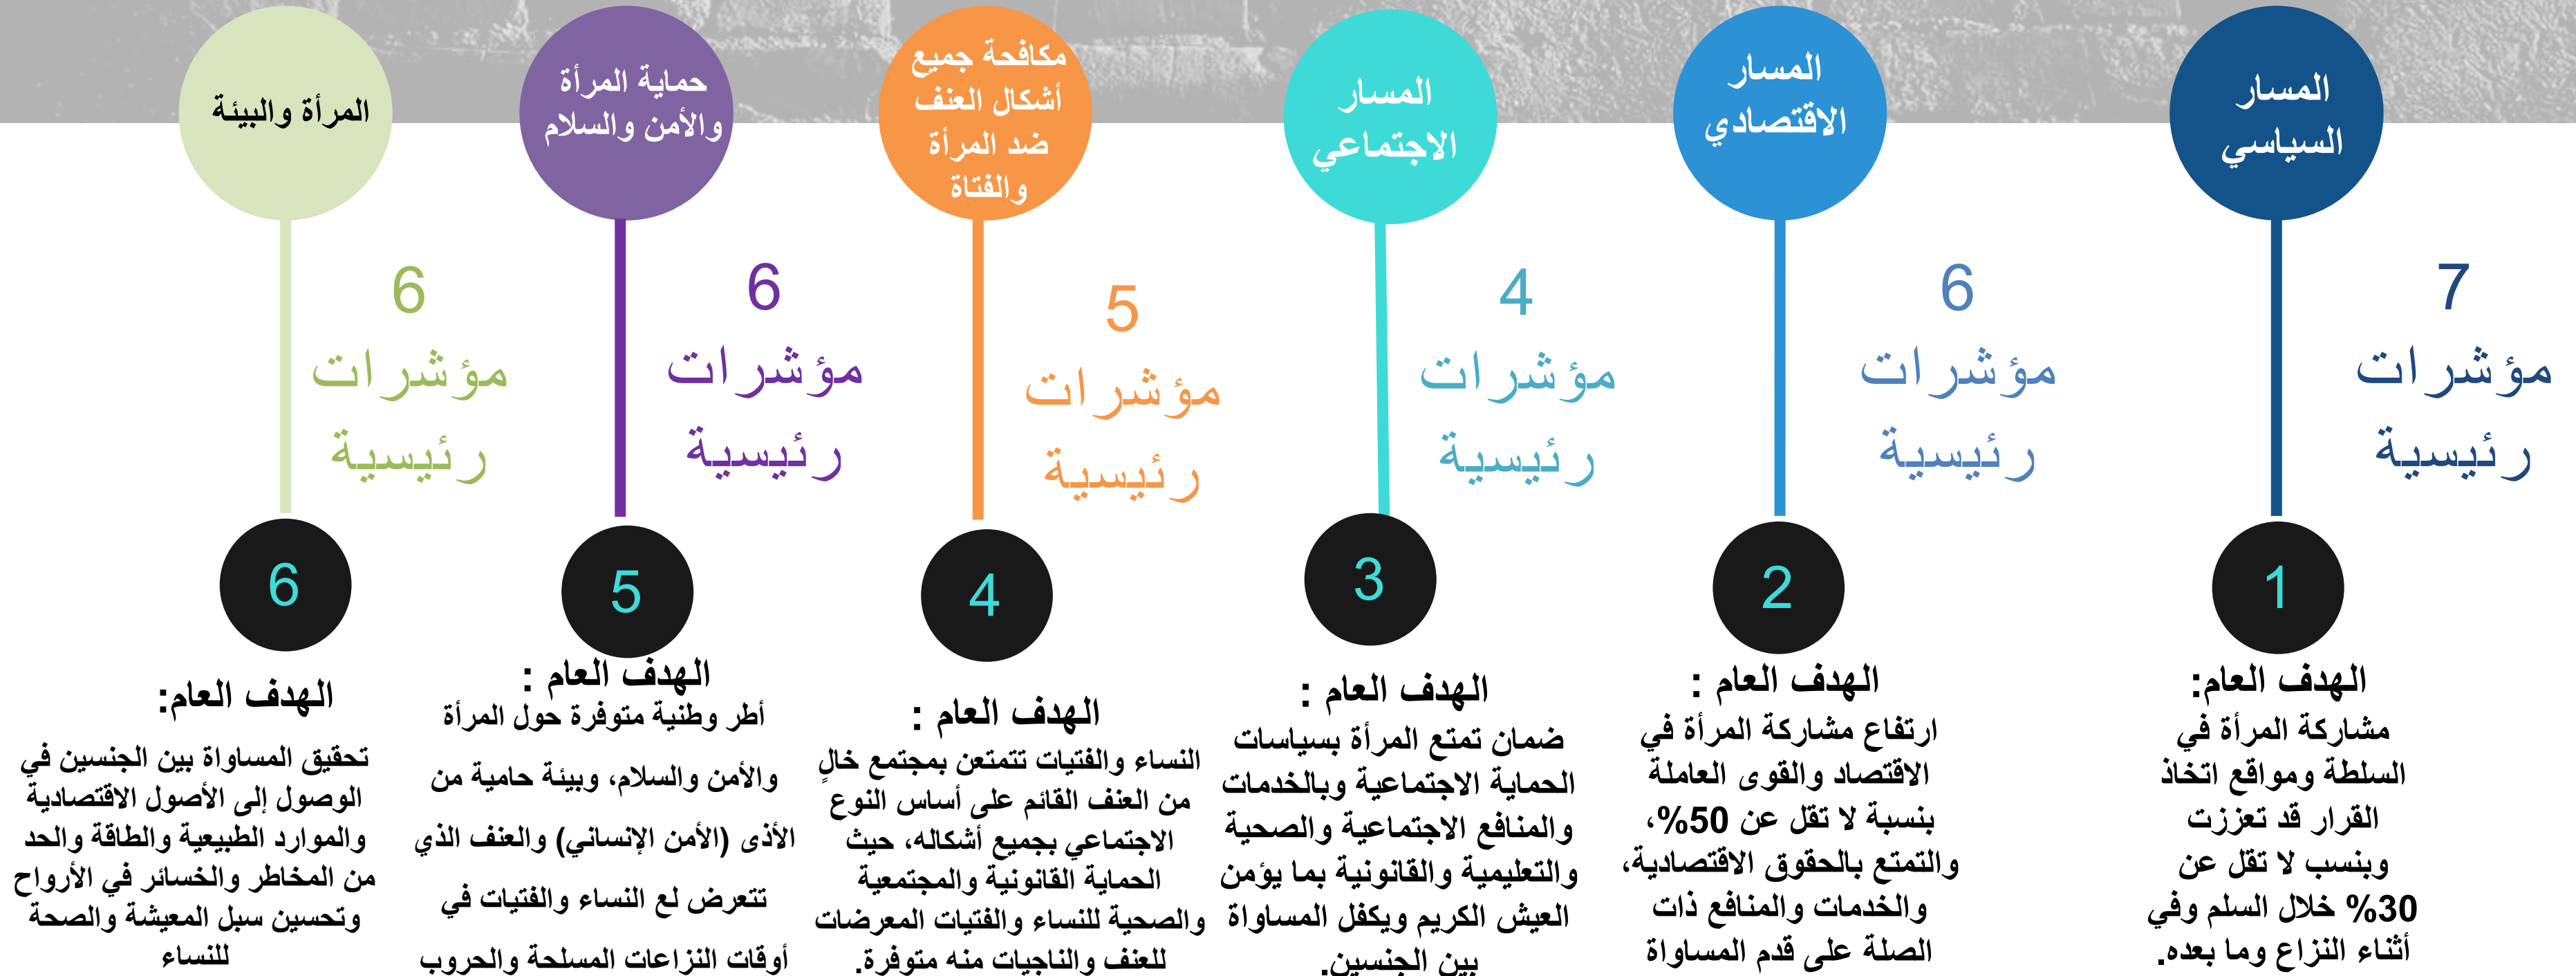 المسار
السياسي
7
مؤشرات
رئيسية
1
الهدف العام:
مشاركة المرأة في
السلطة ومواقع اتخاذ
القرار قد تعززت
وبنسب لا تقل عن
30% خلال السلم وفي
أثناء النزاع وما بعده.
المسار
الاقتصادي
6
مؤشرات
رئيسية
2
الهدف العام :
ارتفاع مشاركة المرأة في
الاقتصاد والقوى العاملة
بنسبة لا تقل عن 50%،
والتمتع بالحقوق الاقتصادية،
والخدمات والمنافع ذات
الصلة على قدم المساواة
المسار
الاجتماعي
4
مؤشرات
رئيسية
3
الهدف العام :
ضمان تمتع المرأة بسياسات
الحماية الاجتماعية وبالخدمات
والمنافع الاجتماعية والصحية
والتعليمية والقانونية بما يؤمن
العيش الكريم ويكفل المساواة
بين الجنسين.
مكافحة جميع
أشكال العنف
ضد المرأة
والفتاة
5
مؤشرات
رئيسية
4
الهدف العام :
النساء والفتيات تتمتعن بمجتمع خالٍ
من العنف القائم على أساس النوع
الاجتماعي بجميع أشكاله، حيث
الحماية القانونية والمجتمعية
والصحية للنساء والفتيات المعرضات
للعنف والناجيات منه متوفرة.
حماية المرأة
والأمن والسلام
6
مؤشرات
رئيسية
5
الهدف العام :
أطر وطنية متوفرة حول المرأة
والأمن والسلام، وبيئة حامية من
الأذى (الأمن الإنساني) والعنف الذي
تتعرض لع النساء والفتيات في
أوقات النزاعات المسلحة والحروب
المرأة والبيئة
6
مؤشرات
رئيسية
6
الهدف العام:
تحقيق المساواة بين الجنسين في
الوصول إلى الأصول الاقتصادية
والموارد الطبيعية والطاقة والحد
من المخاطر والخسائر في الأرواح
وتحسين سبل المعيشة والصحة
للنساء